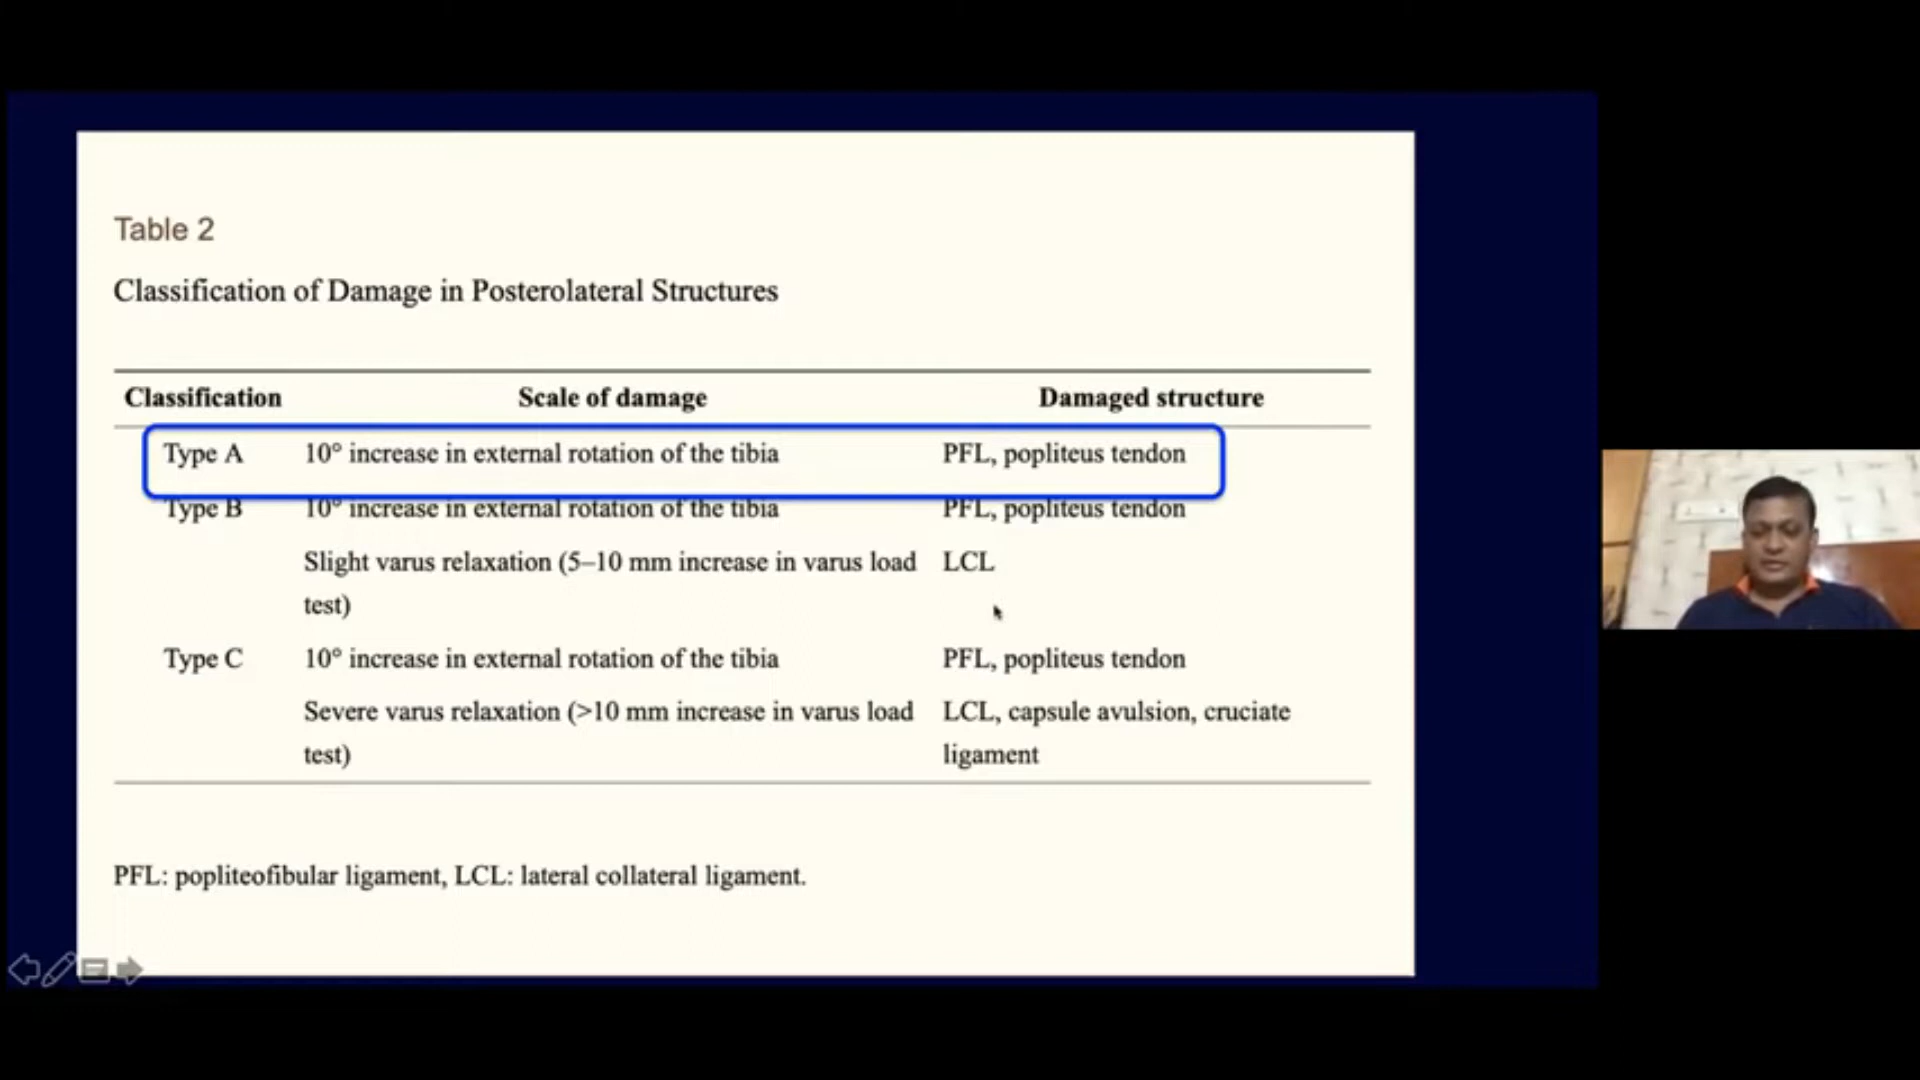 Table 2
Classification of Damage in Posterolateral Structures
Classification Scale of damage Damaged structure
Type A 10° increase in external rotation of the tibia PFL, popliteus tendon
Type B 10° increase in external rotation of the tibia PFL, popliteus tendon
Slight varus relaxation (5–10 mm increase in varus load LCL
test)
Type C 10° increase in external rotation of the tibia PFL, popliteus tendon
Severe varus relaxation (>10 mm increase in varus load LCL, capsule avulsion, cruciate
test) ligament
PFL: popliteofibular ligament, LCL: lateral collateral ligament.